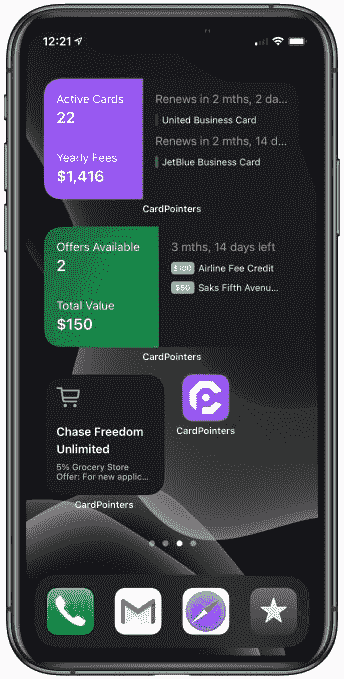 12:21
Active Cards
22
Yearly Fees
$1,416
Renews in 2 mths, 2 da...
United Business Card
Renews in 2 mths, 14 d...
JetBlue Business Card
CardPointers
Offers Available
2
Total Value
$150
3 mths, 14 days left
$100 Airline Fee Credit
$50 Saks Fifth Avenu...
CardPointers
Chase Freedom
Unlimited
5% Grocery Store
Offer: For new applic...
CardPointers
CardPointers